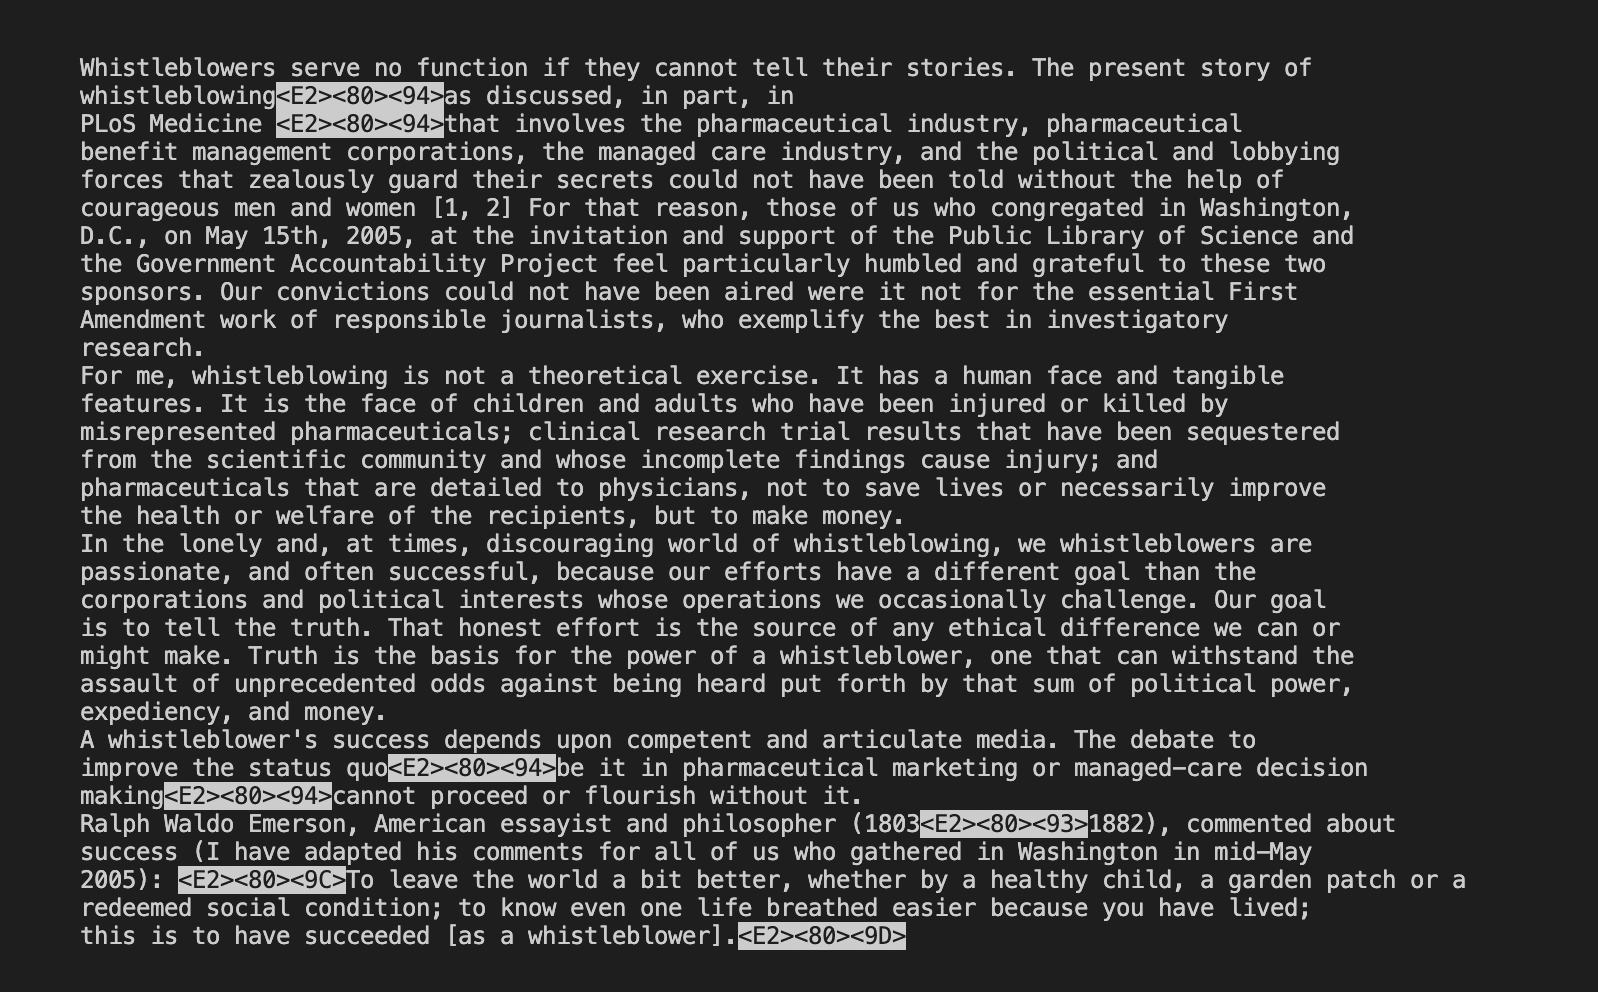 Whistleblowers serve no function if they cannot tell their stories. The present story of
whistleblowing<E2><80><94>as discussed, in part, in
PLoS Medicine <E2><80><94>that involves the pharmaceutical industry, pharmaceutical
benefit management corporations, the managed care industry, and the political and lobbying
forces that zealously guard their secrets could not have been told without the help of
courageous men and women [1, 2] For that reason, those of us who congregated in Washington,
D.C., on May 15th, 2005, at the invitation and support of the Public Library of Science and
the Government Accountability Project feel particularly humbled and grateful to these two
sponsors. Our convictions could not have been aired were it not for the essential First
Amendment work of responsible journalists, who exemplify the best in investigatory
research.
For me, whistleblowing is not a theoretical exercise. It has a human face and tangible
features. It is the face of children and adults who have been injured or killed by
misrepresented pharmaceuticals; clinical research trial results that have been sequestered
from the scientific community and whose incomplete findings cause injury; and
pharmaceuticals that are detailed to physicians, not to save lives or necessarily improve
the health or welfare of the recipients, but to make money.
In the lonely and, at times, discouraging world of whistleblowing, we whistleblowers are
passionate, and often successful, because our efforts have a different goal than the
corporations and political interests whose operations we occasionally challenge. Our goal
is to tell the truth. That honest effort is the source of any ethical difference we can or
might make. Truth is the basis for the power of a whistleblower, one that can withstand the
assault of unprecedented odds against being heard put forth by that sum of political power,
expediency, and money.
A whistleblower's success depends upon competent and articulate media. The debate to
improve the status quo<E2><80><94>be it in pharmaceutical marketing or managed-care decision
making<E2><80><94>cannot proceed or flourish without it.
Ralph Waldo Emerson, American essayist and philosopher (1803<E2><80><93>1882), commented about
success (I have adapted his comments for all of us who gathered in Washington in mid-May
2005): <E2><80><9C>To leave the world a bit better, whether by a healthy child, a garden patch or a
redeemed social condition; to know even one life breathed easier because you have lived;
this is to have succeeded [as a whistleblower].<E2><80><9D>